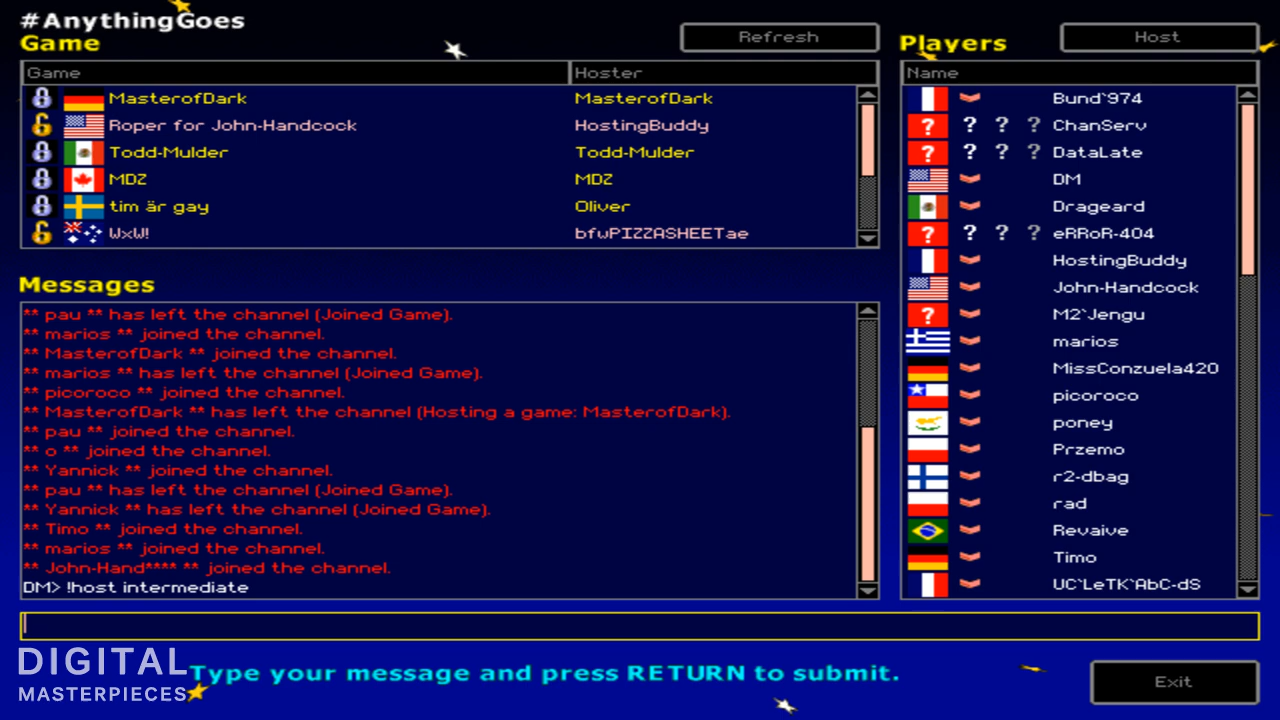 #AnythingGoes
Game
Refresh
Players
Host
Game Hoster
Name
MasterofDark MasterofDark
Roper for John-Handcock HostingBuddy
Todd-Mulder Todd-Mulder
MDZ MDZ
tim är gay Oliver
WxW! bfwPIZZASHEETae
Messages
** pau ** has left the channel (Joined Game).
** marios ** joined the channel.
** MasterofDark ** joined the channel.
** marios ** has left the channel (Joined Game).
** picoroco ** joined the channel.
** MasterofDark ** has left the channel (Hosting a game: MasterofDark).
** pau ** joined the channel.
** o ** joined the channel.
** Yannick ** joined the channel.
** pau ** has left the channel (Joined Game).
** Yannick ** has left the channel (Joined Game).
** Timo ** joined the channel.
** marios ** joined the channel.
** John-Hand**** ** joined the channel.
DM> !host intermediate
Bund`974
? ? ? ? ChanServ
? ? ? ? DataLate
DM
Drageard
? ? ? ? eRRoR-404
HostingBuddy
John-Handcock
? M2`Jengu
marios
MissConzuela420
picoroco
poney
Przemo
r2-dbag
rad
Revaive
Timo
UC`LeTK`AbC-dS
DIGITAL
MASTERPIECES
Type your message and press RETURN to submit.
Exit